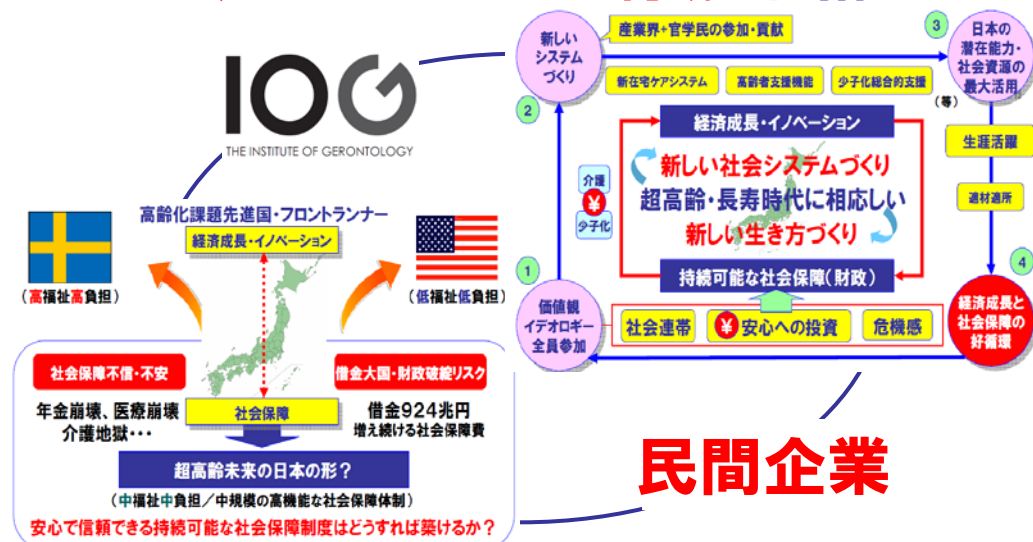 IOG
THE INSTITUTE OF GERONTOLOGY
高齢化課題先進国・フロントランナー
経済成長・イノベーション
(高福祉高負担)
(低福祉低負担)
社会保障不信・不安
借金大国・財政破綻リスク
年金崩壊、医療崩壊
介護地獄・・・
社会保障
借金924兆円
増え続ける社会保障費
超高齢未来の日本の形？
(中福祉中負担／中規模の高機能な社会保障体制)
安心で信頼できる持続可能な社会保障制度はどうすれば築けるか？
新しい
システム
づくり
産業界+官学民の参加・貢献
3
日本の
潜在能力・
社会資源の
最大活用
新在宅ケアシステム
高齢者支援機能
少子化総合的支援
(等)
2
経済成長・イノベーション
生涯活躍
新しい社会システムづくり
超高齢・長寿時代に相応しい
新しい生き方づくり
介護
¥
少子化
適材適所
1
持続可能な社会保障(財政)
4
価値観
イデオロギー
全員参加
社会連帯
¥安心への投資
危機感
経済成長と
社会保障の
好循環
民間企業